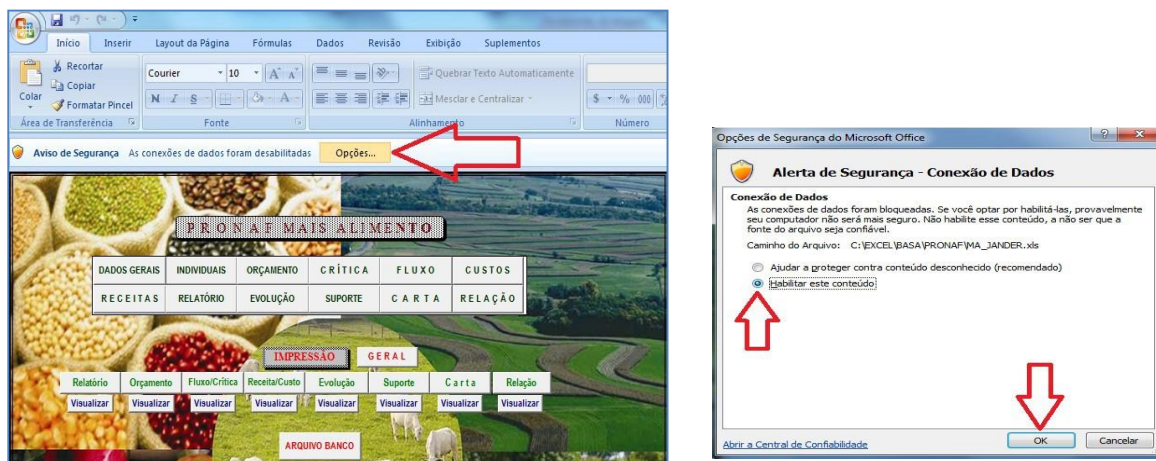 Início Inserir Layout da Página Fórmulas Dados Revisão Exibição Suplementos
Recortar
Copiar
Colar
Formatar Pincel
Courier 10
N I S
Quebrar Texto Automaticamente
Mesclar e Centralizar
$ % 000
Área de Transferência Fonte Alinhamento Número
Aviso de Segurança As conexões de dados foram desabilitadas Opções...
PRONAF MAIS ALIMENTO
DADOS GERAIS INDIVIDUAIS ORÇAMENTO CRÍTICA FLUXO CUSTOS
RECEITAS RELATÓRIO EVOLUÇÃO SUPORTE CARTA RELAÇÃO
IMPRESSÃO GERAL
Relatório Orçamento Fluxo/Crítica Receita/Custo Evolução Suporte Carta Relação
Visualizar Visualizar Visualizar Visualizar Visualizar Visualizar Visualizar Visualizar
ARQUIVO BANCO
Opções de Segurança do Microsoft Office
Alerta de Segurança - Conexão de Dados
Conexão de Dados
As conexões de dados foram bloqueadas. Se você optar por habilitá-las, provavelmente
seu computador não será mais seguro. Não habilite esse conteúdo, a não ser que a
fonte do arquivo seja confiável.
Caminho do Arquivo: C:\EXCEL\BASA\PRONAF\MA_JANDER.xls
Ajudar a proteger contra conteúdo desconhecido (recomendado)
Habilitar este conteúdo
Abrir a Central de Confiabilidade OK Cancelar